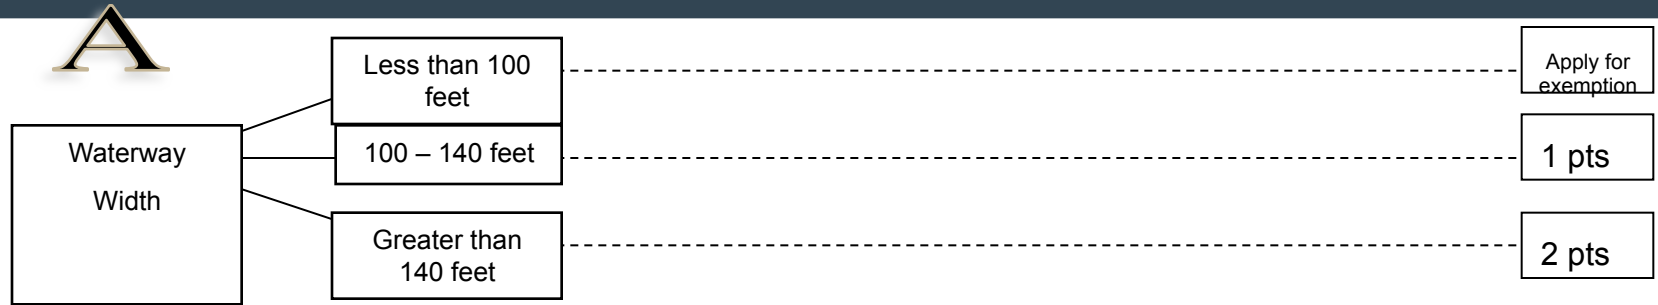 A
Less than 100
feet
Apply for
exemption
Waterway
Width
100 – 140 feet
1 pts
Greater than
140 feet
2 pts